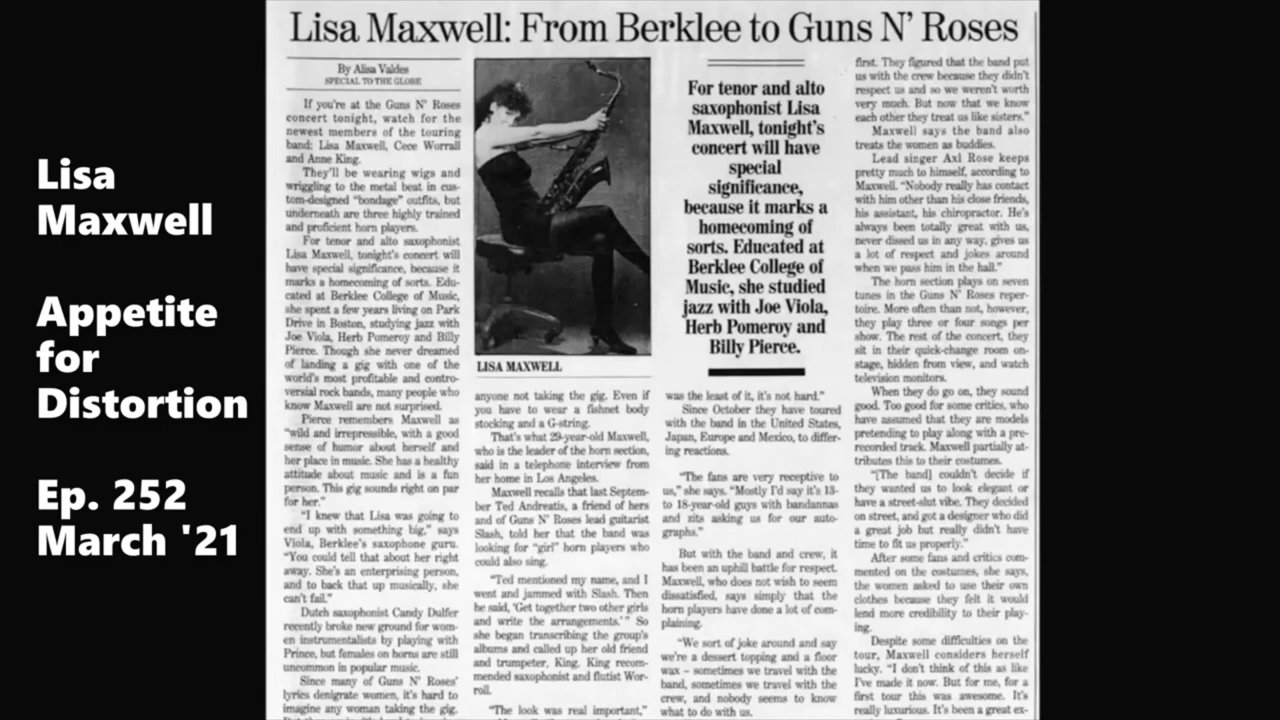 Lisa
Maxwell
Appetite
for
Distortion
Ep. 252
March '21
Lisa Maxwell: From Berklee to Guns N' Roses
By Alisa Valdes
SPECIAL TO THE GLOBE
If you're at the Guns N' Roses
concert tonight, watch for the
newest members of the touring
band: Lisa Maxwell, Cece Worrall
and Anne King.
They'll be wearing wigs and
wriggling to the metal beat in cus-
tom-designed "bondage" outfits, but
underneath are three highly trained
and proficient horn players.
For tenor and alto saxophonist
Lisa Maxwell, tonight's concert will
have special significance, because it
marks a homecoming of sorts. Edu-
cated at Berklee College of Music,
she spent a few years living on Park
Drive in Boston, studying jazz with
Joe Viola, Herb Pomeroy and Billy
Pierce. Though she never dreamed
of landing a gig with one of the
world's most profitable and contro-
versial rock bands, many people who
know Maxwell are not surprised.
Pierce remembers Maxwell as
"wild and irrepressible, with a good
sense of humor about herself and
her place in music. She has a healthy
attitude about music and is a fun
person. This gig sounds right on par
for her."
"I knew that Lisa was going to
end up with something big," says
Viola, Berklee's saxophone guru.
"You could tell that about her right
away. She's an enterprising person,
and to back that up musically, she
can't fail."
Dutch saxophonist Candy Dulfer
recently broke new ground for wom-
en instrumentalists by playing with
Prince, but females on horns are still
uncommon in popular music.
Since many of Guns N' Roses'
lyrics denigrate women, it's hard to
imagine any woman taking the gig.
LISA MAXWELL
anyone not taking the gig. Even if
you have to wear a fishnet body
stocking and a G-string.
That's what 29-year-old Maxwell,
who is the leader of the horn section,
said in a telephone interview from
her home in Los Angeles.
Maxwell recalls that last Septem-
ber Ted Andreatis, a friend of hers
and of Guns N' Roses lead guitarist
Slash, told her that the band was
looking for "girl" horn players who
could also sing.
"Ted mentioned my name, and I
went and jammed with Slash. Then
he said, 'Get together two other girls
and write the arrangements.' " So
she began transcribing the group's
albums and called up her old friend
and trumpeter, King. King recom-
mended saxophonist and flutist Wor-
roll.
"The look was real important,"
For tenor and alto
saxophonist Lisa
Maxwell, tonight's
concert will have
special
significance,
because it marks a
homecoming of
sorts. Educated at
Berklee College of
Music, she studied
jazz with Joe Viola,
Herb Pomeroy and
Billy Pierce.
was the least of it, it's not hard."
Since October they have toured
with the band in the United States,
Japan, Europe and Mexico, to differ-
ing reactions.
"The fans are very receptive to
us," she says. "Mostly I'd say it's 13-
to 18-year-old guys with bandannas
and zits asking us for our auto-
graphs."
But with the band and crew, it
has been an uphill battle for respect.
Maxwell, who does not wish to seem
dissatisfied, says simply that the
horn players have done a lot of com-
plaining.
"We sort of joke around and say
we're a dessert topping and a floor
wax – sometimes we travel with the
band, sometimes we travel with the
crew, and nobody seems to know
what to do with us.
first. They figured that the band put
us with the crew because they didn't
respect us and so we weren't worth
very much. But now that we know
each other they treat us like sisters."
Maxwell says the band also
treats the women as buddies.
Lead singer Axl Rose keeps
pretty much to himself, according to
Maxwell. "Nobody really has contact
with him other than his close friends,
his assistant, his chiropractor. He's
always been totally great with us,
never dissed us in any way, gives us
a lot of respect and jokes around
when we pass him in the hall."
The horn section plays on seven
tunes in the Guns N' Roses reper-
toire. More often than not, however,
they play three or four songs per
show. The rest of the concert, they
sit in their quick-change room on-
stage, hidden from view, and watch
television monitors.
When they do go on, they sound
good. Too good for some critics, who
have assumed that they are models
pretending to play along with a pre-
recorded track. Maxwell partially at-
tributes this to their costumes.
"[The band] couldn't decide if
they wanted us to look elegant or
have a street-slut vibe. They decided
on street, and got a designer who did
a great job but really didn't have
time to fit us properly."
After some fans and critics com-
mented on the costumes, she says,
the women asked to use their own
clothes because they felt it would
lend more credibility to their play-
ing.
Despite some difficulties on the
tour, Maxwell considers herself
lucky. "I don't think of this as like
I've made it now. But for me, for a
first tour this was awesome. It's
really luxurious. It's been a great ex-